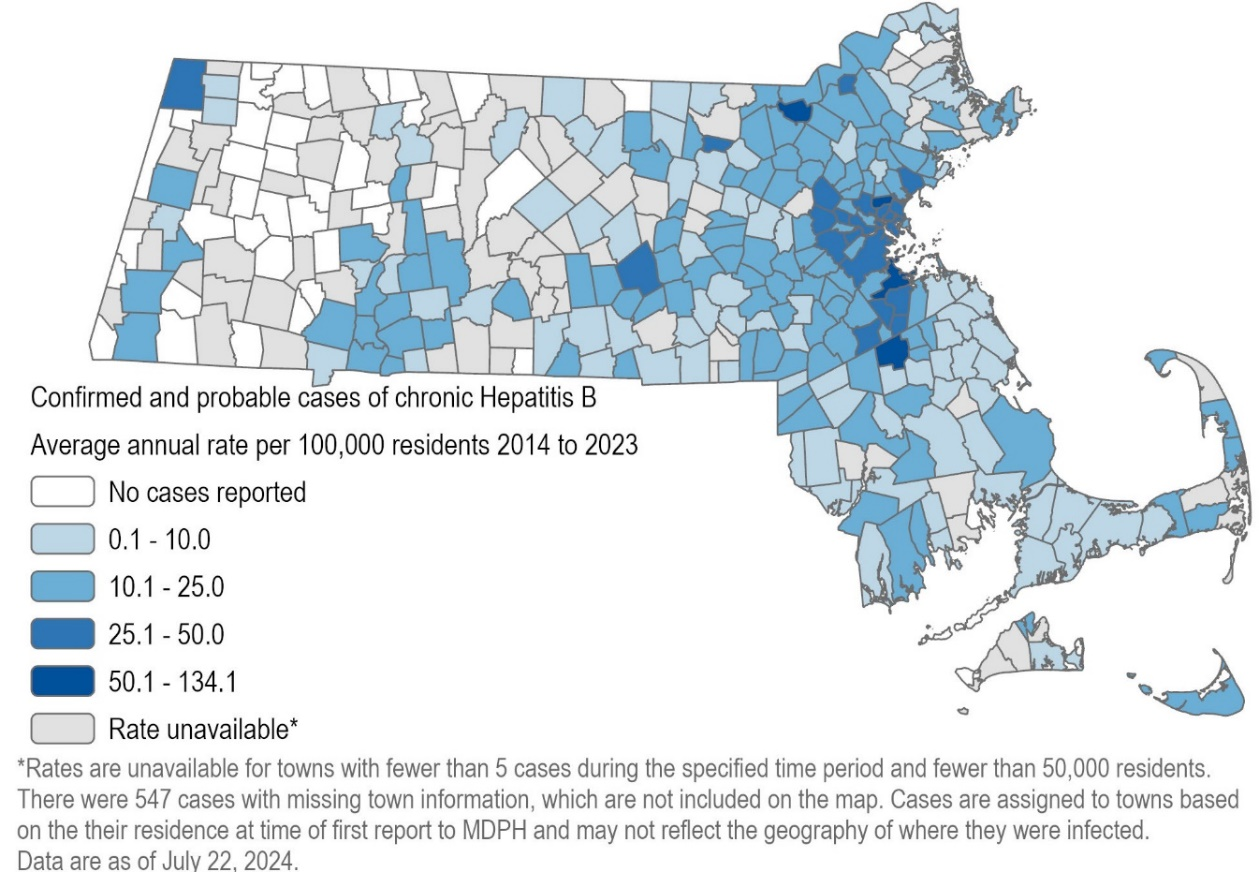 Confirmed and probable cases of chronic Hepatitis B
Average annual rate per 100,000 residents 2014 to 2023
No cases reported
0.1 - 10.0
10.1 - 25.0
25.1 - 50.0
50.1 - 134.1
Rate unavailable*
*Rates are unavailable for towns with fewer than 5 cases during the specified time period and fewer than 50,000 residents.
There were 547 cases with missing town information, which are not included on the map. Cases are assigned to towns based
on the their residence at time of first report to MDPH and may not reflect the geography of where they were infected.
Data are as of July 22, 2024.